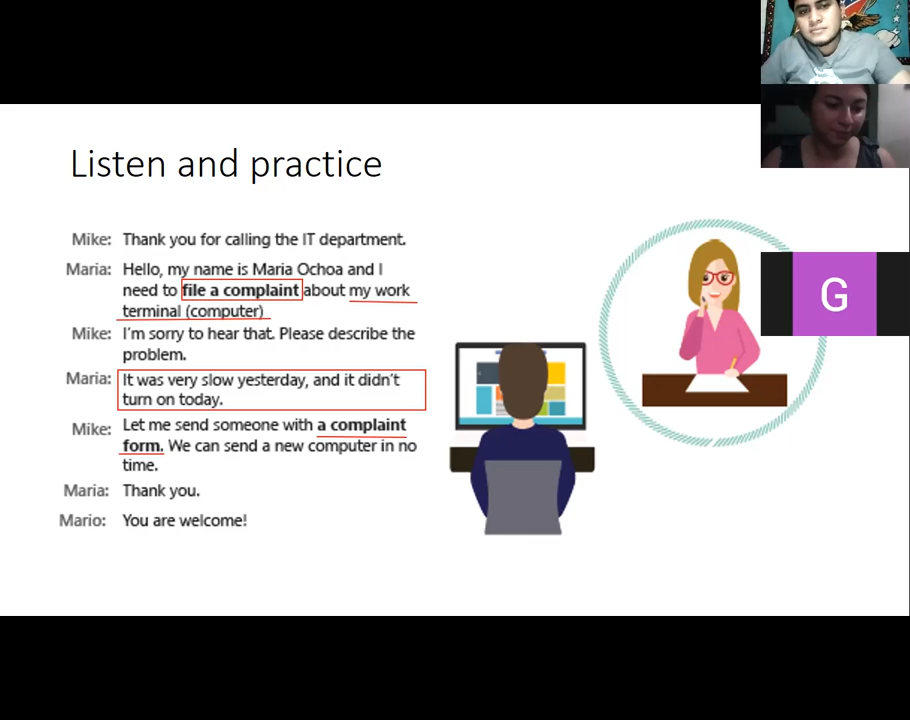 Listen and practice
Mike: Thank you for calling the IT department.
Maria: Hello, my name is Maria Ochoa and I
need to file a complaint about my work
terminal (computer)
Mike: I'm sorry to hear that. Please describe the
problem.
Maria: It was very slow yesterday, and it didn't
turn on today.
Mike: Let me send someone with a complaint
form. We can send a new computer in no
time.
Maria: Thank you.
Mario: You are welcome!
G